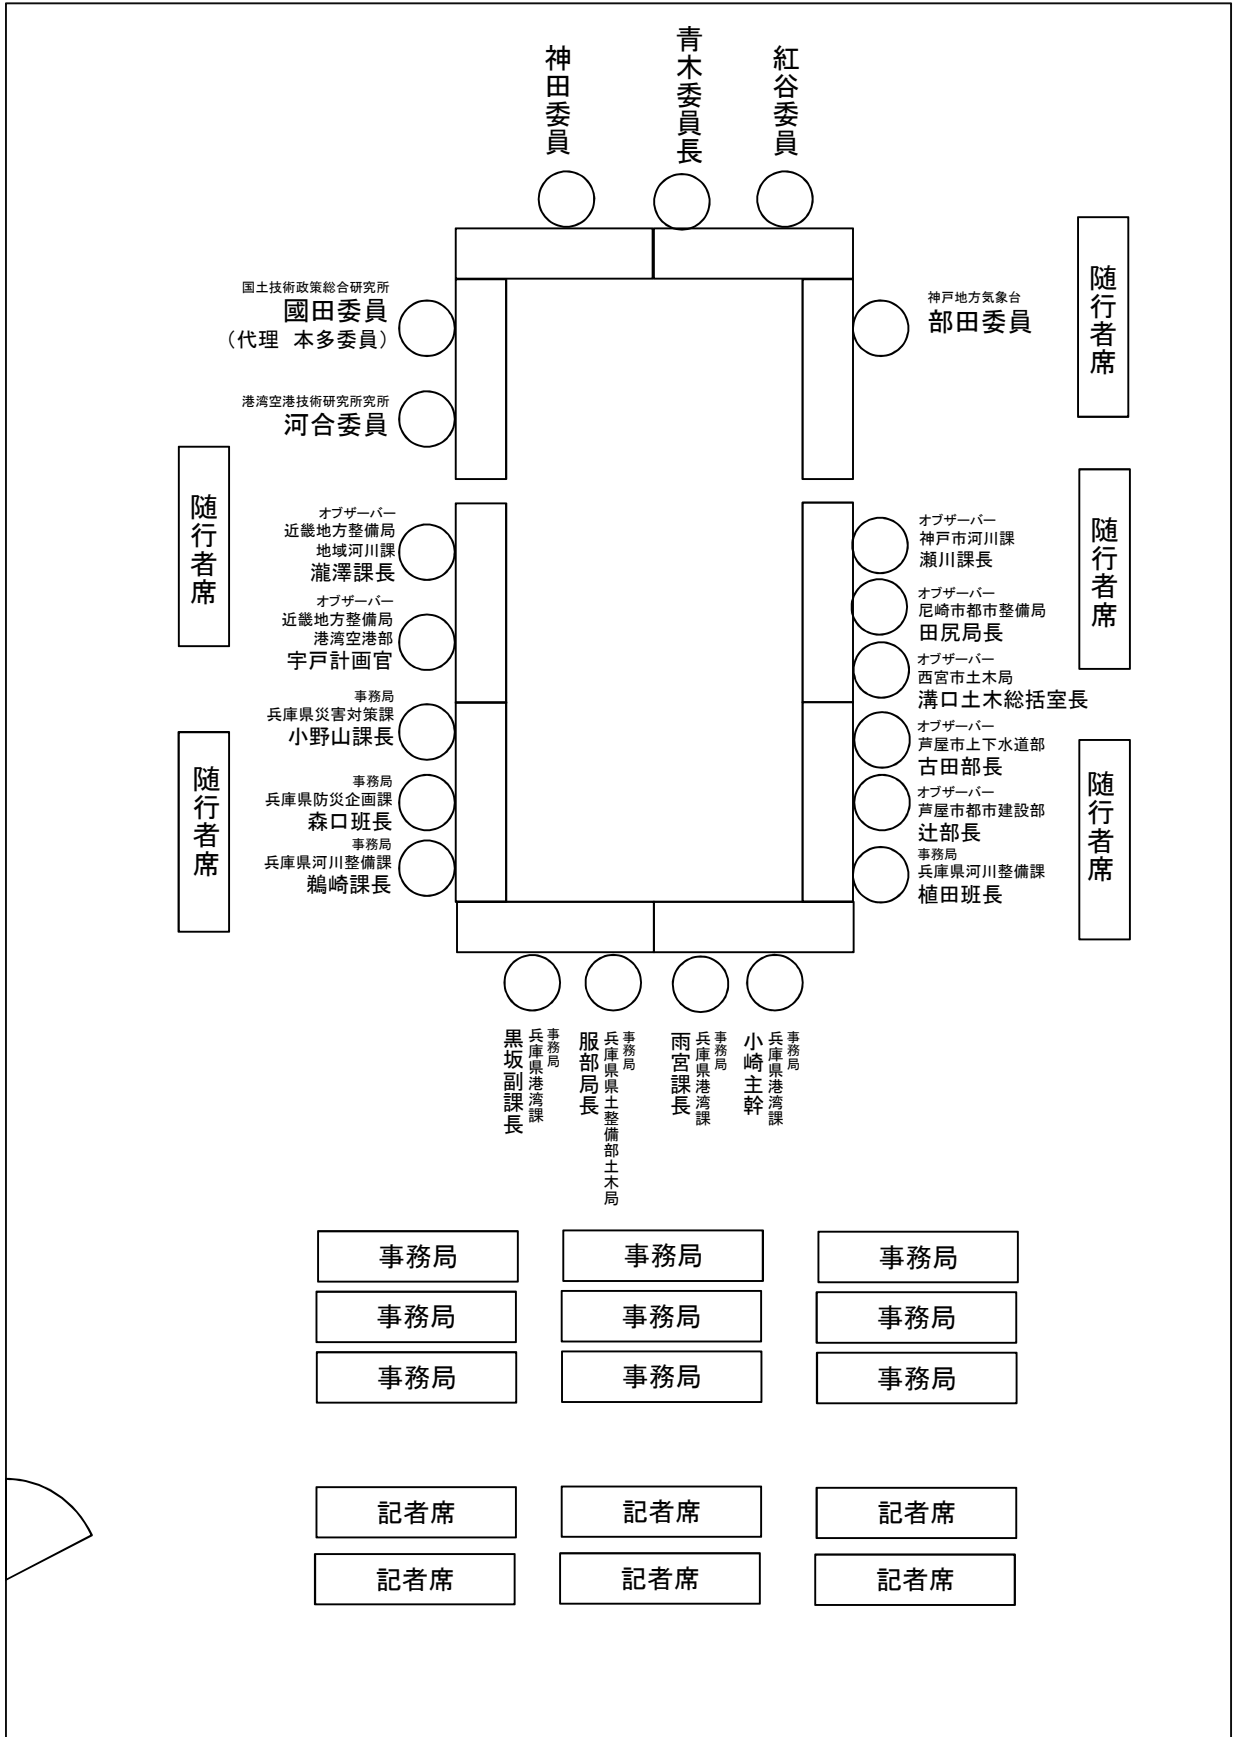 神田委員
青木委員長
紅谷委員
国土技術政策総合研究所
國田委員
（代理　本多委員）
港湾空港技術研究所究所
河合委員
神戸地方気象台
部田委員
随行者席
随行者席
オブザーバー
近畿地方整備局
地域河川課
瀧澤課長
オブザーバー
近畿地方整備局
港湾空港部
宇戸計画官
事務局
兵庫県災害対策課
小野山課長
事務局
兵庫県防災企画課
森口班長
事務局
兵庫県河川整備課
鵜崎課長
随行者席
オブザーバー
神戸市河川課
瀬川課長
オブザーバー
尼崎市都市整備局
田尻局長
オブザーバー
西宮市土木局
溝口土木総括室長
オブザーバー
芦屋市上下水道部
古田部長
オブザーバー
芦屋市都市建設部
辻部長
事務局
兵庫県河川整備課
植田班長
随行者席
随行者席
事務局
兵庫県港湾課
黒坂副課長
事務局
兵庫県県土整備部土木局
服部局長
事務局
兵庫県港湾課
雨宮課長
事務局
兵庫県港湾課
小崎主幹
事務局
事務局
事務局
事務局
事務局
事務局
事務局
事務局
事務局
記者席
記者席
記者席
記者席
記者席
記者席